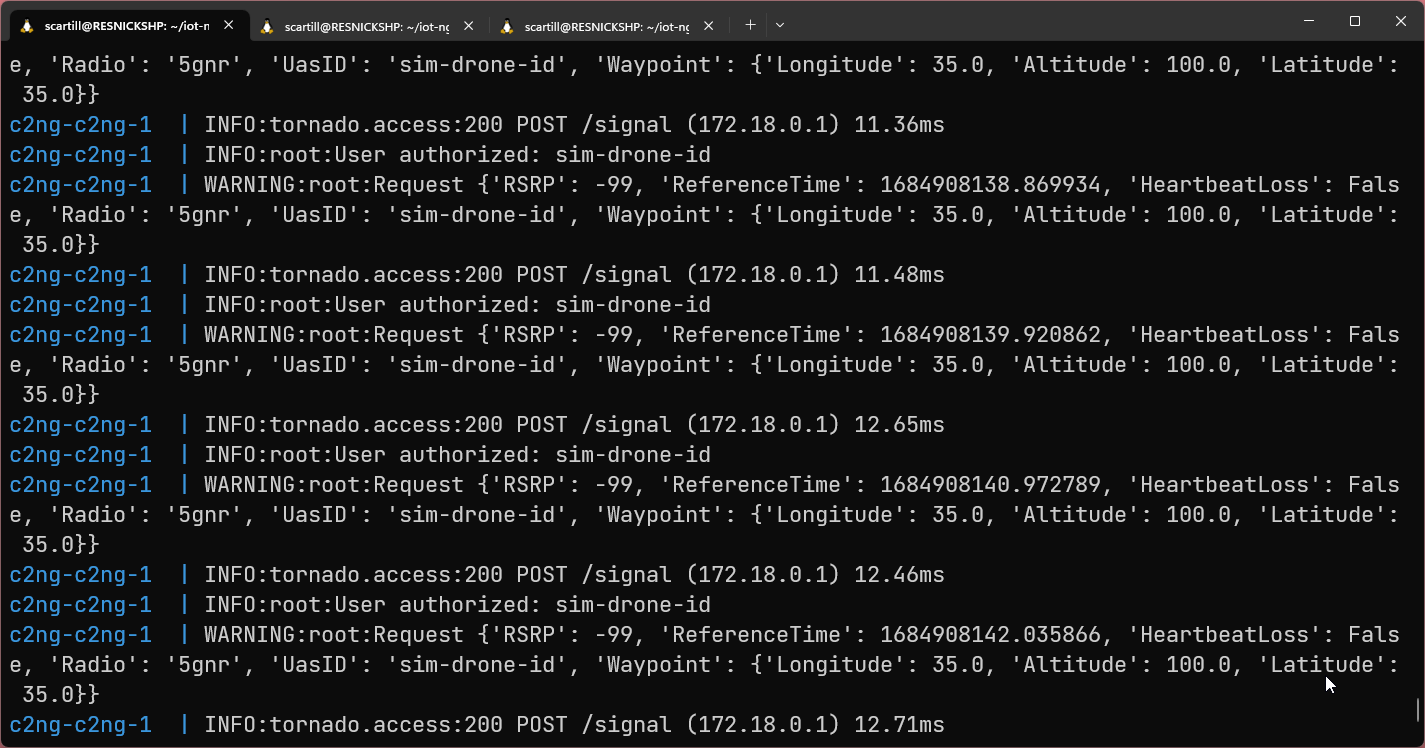 scartill@RESNICKSHP: ~/iot-n
scartill@RESNICKSHP: ~/iot-ng
scartill@RESNICKSHP: ~/iot-ng
e, 'Radio': '5gnr', 'UasID': 'sim-drone-id', 'Waypoint': {'Longitude': 35.0, 'Altitude': 100.0, 'Latitude':
35.0}}
c2ng-c2ng-1 | INFO:tornado.access:200 POST /signal (172.18.0.1) 11.36ms
c2ng-c2ng-1 | INFO:root:User authorized: sim-drone-id
c2ng-c2ng-1 | WARNING:root:Request {'RSRP': -99, 'ReferenceTime': 1684908138.869934, 'HeartbeatLoss': Fals
e, 'Radio': '5gnr', 'UasID': 'sim-drone-id', 'Waypoint': {'Longitude': 35.0, 'Altitude': 100.0, 'Latitude':
35.0}}
c2ng-c2ng-1 | INFO:tornado.access:200 POST /signal (172.18.0.1) 11.48ms
c2ng-c2ng-1 | INFO:root:User authorized: sim-drone-id
c2ng-c2ng-1 | WARNING:root:Request {'RSRP': -99, 'ReferenceTime': 1684908139.920862, 'HeartbeatLoss': Fals
e, 'Radio': '5gnr', 'UasID': 'sim-drone-id', 'Waypoint': {'Longitude': 35.0, 'Altitude': 100.0, 'Latitude':
35.0}}
c2ng-c2ng-1 | INFO:tornado.access:200 POST /signal (172.18.0.1) 12.65ms
c2ng-c2ng-1 | INFO:root:User authorized: sim-drone-id
c2ng-c2ng-1 | WARNING:root:Request {'RSRP': -99, 'ReferenceTime': 1684908140.972789, 'HeartbeatLoss': Fals
e, 'Radio': '5gnr', 'UasID': 'sim-drone-id', 'Waypoint': {'Longitude': 35.0, 'Altitude': 100.0, 'Latitude':
35.0}}
c2ng-c2ng-1 | INFO:tornado.access:200 POST /signal (172.18.0.1) 12.46ms
c2ng-c2ng-1 | INFO:root:User authorized: sim-drone-id
c2ng-c2ng-1 | WARNING:root:Request {'RSRP': -99, 'ReferenceTime': 1684908142.035866, 'HeartbeatLoss': Fals
e, 'Radio': '5gnr', 'UasID': 'sim-drone-id', 'Waypoint': {'Longitude': 35.0, 'Altitude': 100.0, 'Latitude':
35.0}}
c2ng-c2ng-1 | INFO:tornado.access:200 POST /signal (172.18.0.1) 12.71ms